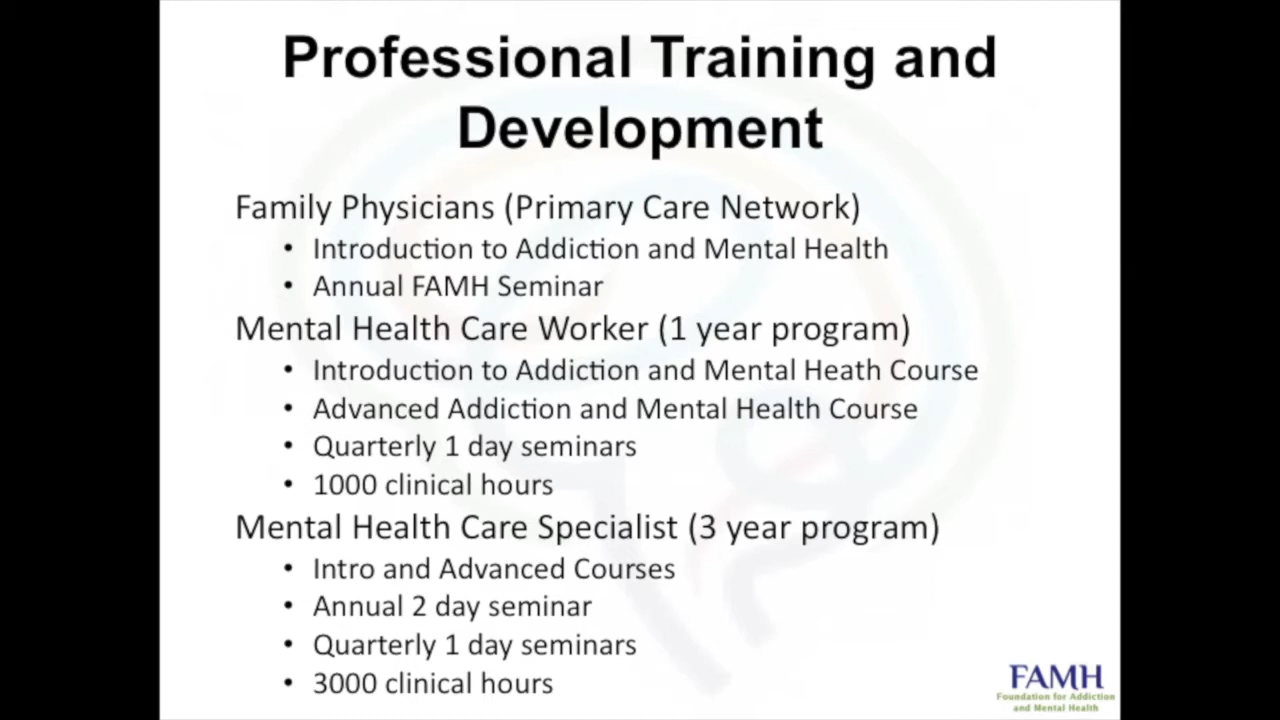 Professional Training and
Development
Family Physicians (Primary Care Network)
• Introduction to Addiction and Mental Health
• Annual FAMH Seminar
Mental Health Care Worker (1 year program)
• Introduction to Addiction and Mental Heath Course
• Advanced Addiction and Mental Health Course
• Quarterly 1 day seminars
• 1000 clinical hours
Mental Health Care Specialist (3 year program)
• Intro and Advanced Courses
• Annual 2 day seminar
• Quarterly 1 day seminars
• 3000 clinical hours
FAMH
Foundation for Addiction
and Mental Health